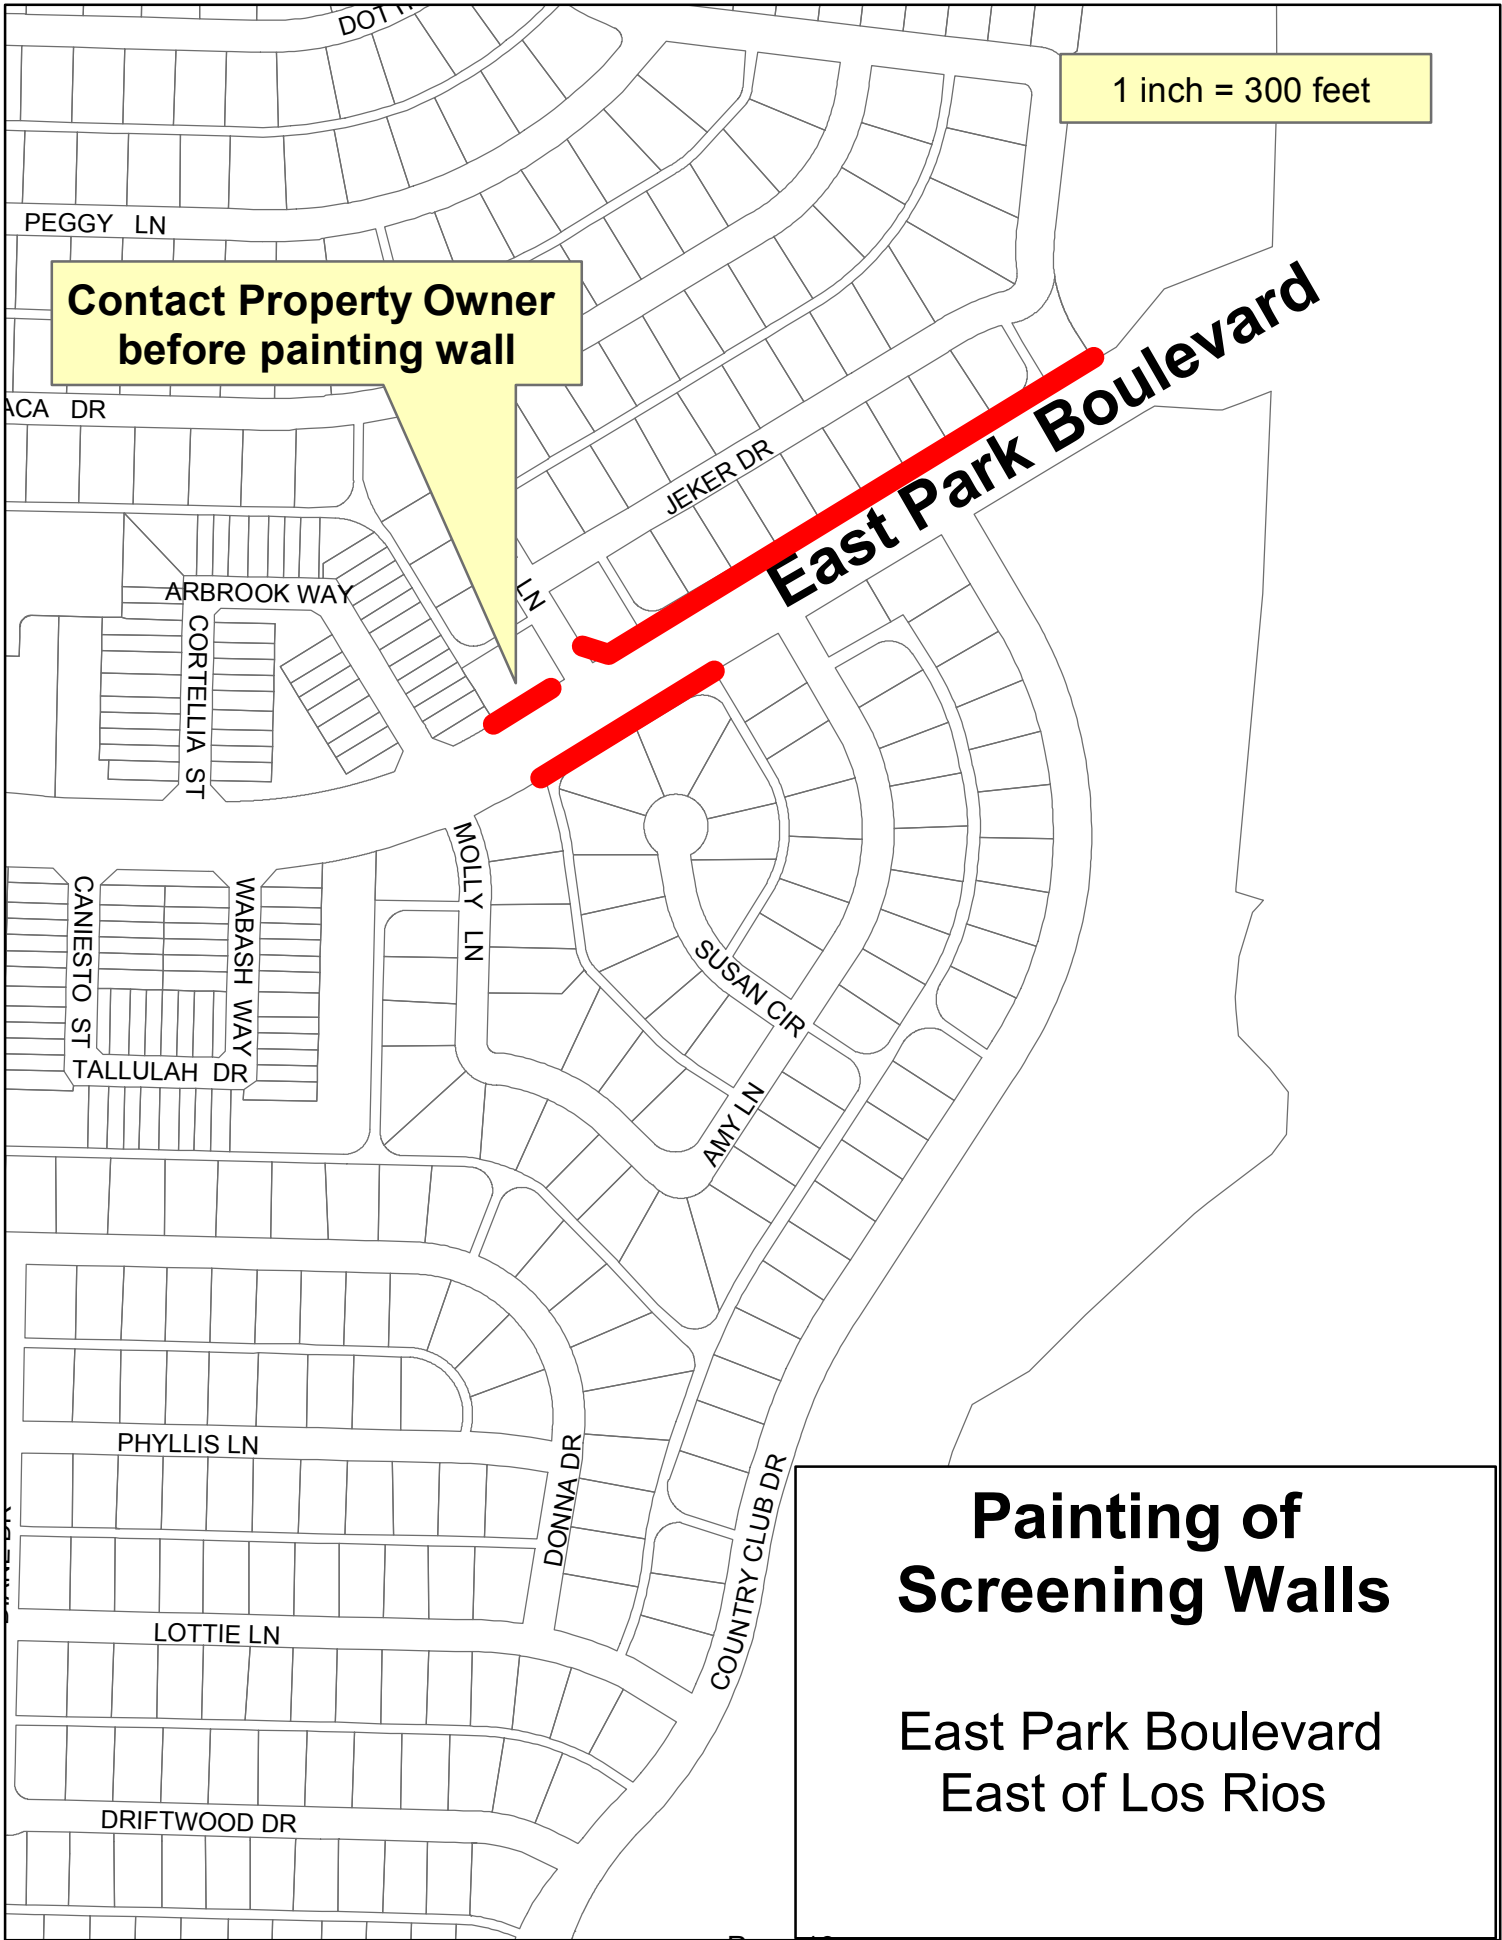 1 inch = 300 feet
PEGGY LN
Contact Property Owner
before painting wall
East Park Boulevard
DR
JEKER DR
LN
ARBROOK WAY
CORTELLIA ST
MOLLY LN
CANIESTO ST
WABASH WAY
SUSAN CIR
TALLULAH DR
AMY LN
PHYLLIS LN
DONNA DR
COUNTRY CLUB DR
LOTTIE LN
DRIFTWOOD DR
Painting of
Screening Walls
East Park Boulevard
East of Los Rios